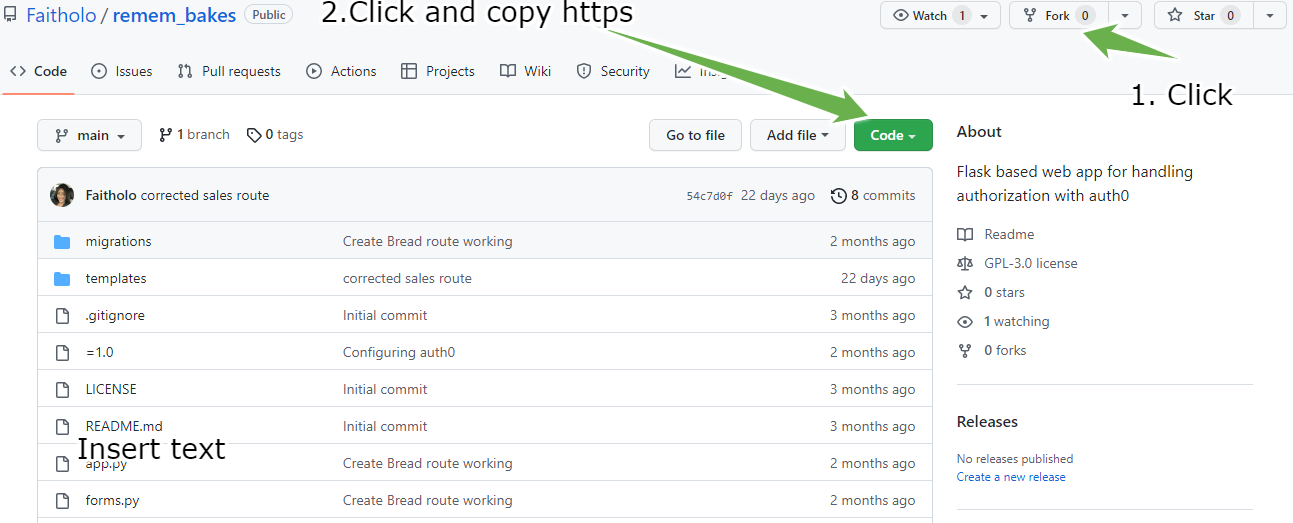 Faitholo / remem_bakes Public
2.Click and copy https
Watch 1
Fork 0
Star 0
Code
Issues
Pull requests
Actions
Projects
Wiki
Security
1. Click
main
1 branch
0 tags
Go to file
Add file
Code
Faitholo corrected sales route 54c7d0f 22 days ago 8 commits
migrations Create Bread route working 2 months ago
templates corrected sales route 22 days ago
.gitignore Initial commit 3 months ago
=1.0 Configuring auth0 2 months ago
LICENSE Initial commit 3 months ago
README.md Initial commit 3 months ago
Insert text
app.py Create Bread route working 2 months ago
forms.py Create Bread route working 2 months ago
About
Flask based web app for handling
authorization with auth0
Readme
GPL-3.0 license
0 stars
1 watching
0 forks
Releases
No releases published
Create a new release